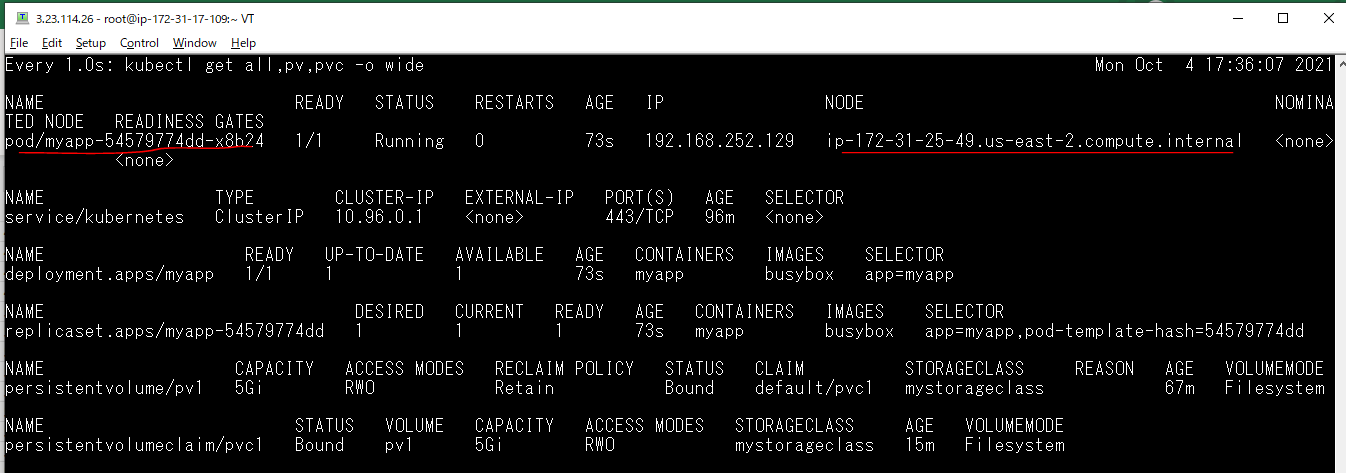 3.23.114.26 - root@ip-172-31-17-109:~ VT
File Edit Setup Control Window Help
Every 1.0s: kubectl get all,pv,pvc -o wide Mon Oct 4 17:36:07 2021
NAME READY STATUS RESTARTS AGE IP NODE NOMINA
TED NODE READINESS GATES
pod/myapp-54579774dd-x8b24 1/1 Running 0 73s 192.168.252.129 ip-172-31-25-49.us-east-2.compute.internal <none>
<none>
NAME TYPE CLUSTER-IP EXTERNAL-IP PORT(S) AGE SELECTOR
service/kubernetes ClusterIP 10.96.0.1 <none> 443/TCP 96m <none>
NAME READY UP-TO-DATE AVAILABLE AGE CONTAINERS IMAGES SELECTOR
deployment.apps/myapp 1/1 1 1 73s myapp busybox app=myapp
NAME DESIRED CURRENT READY AGE CONTAINERS IMAGES SELECTOR
replicaset.apps/myapp-54579774dd 1 1 1 73s myapp busybox app=myapp,pod-template-hash=54579774dd
NAME CAPACITY ACCESS MODES RECLAIM POLICY STATUS CLAIM STORAGECLASS REASON AGE VOLUMEMODE
persistentvolume/pv1 5Gi RWO Retain Bound default/pvc1 mystorageclass 67m Filesystem
NAME STATUS VOLUME CAPACITY ACCESS MODES STORAGECLASS AGE VOLUMEMODE
persistentvolumeclaim/pvc1 Bound pv1 5Gi RWO mystorageclass 15m Filesystem